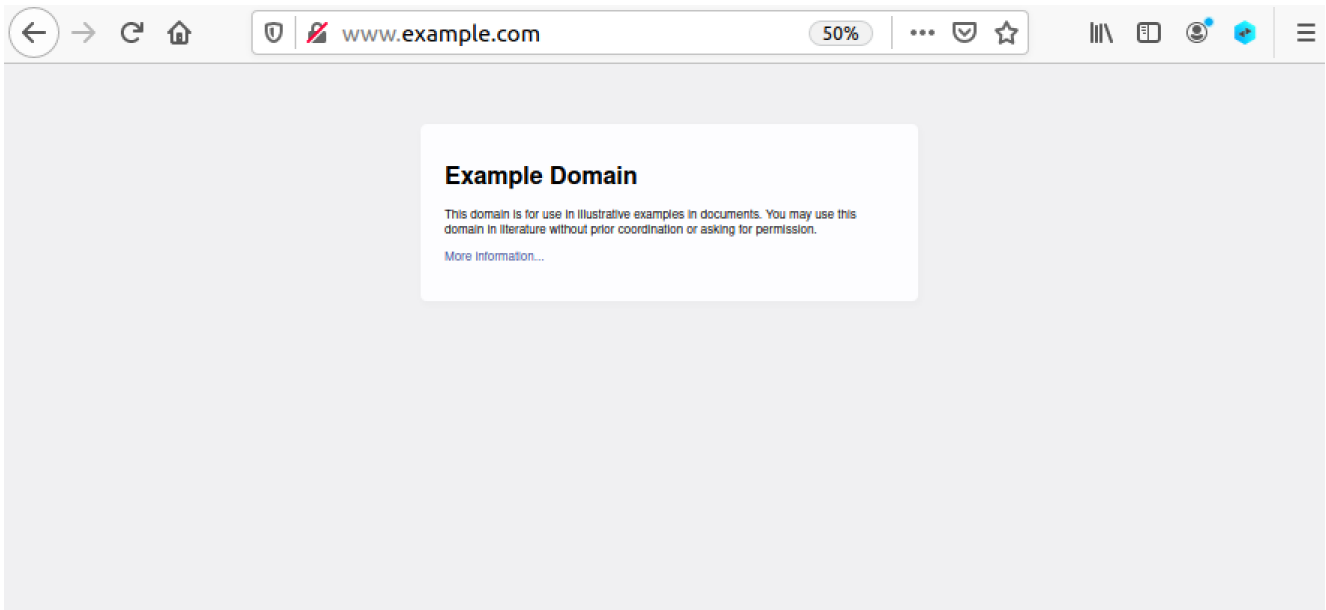 www.example.com
50%
Example Domain
This domain is for use in illustrative examples in documents. You may use this
domain in literature without prior coordination or asking for permission.
More information...